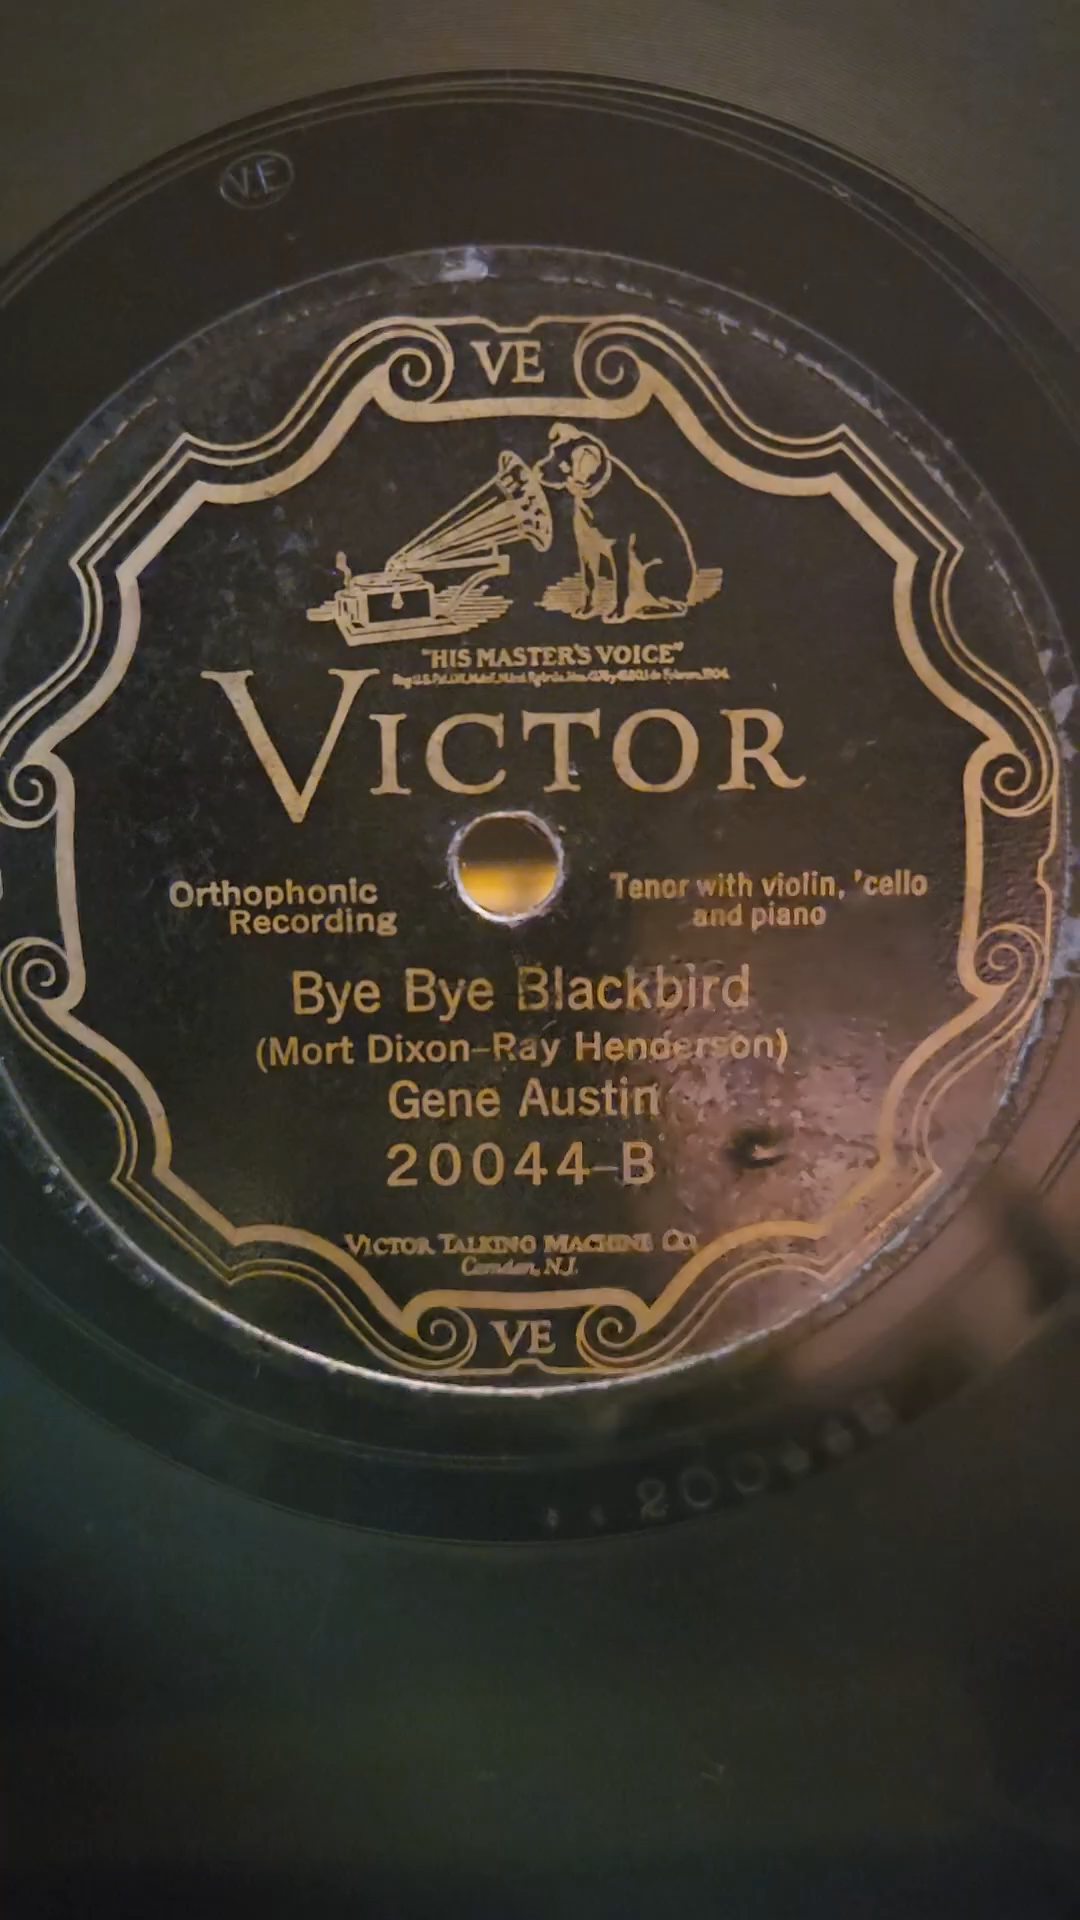 V.E
VE
"HIS MASTER'S VOICE"
VICTOR
Orthophonic
Recording
Tenor with violin, 'cello
and piano
Bye Bye Blackbird
(Mort Dixon–Ray Henderson)
Gene Austin
20044–B
VICTOR TALKING MACHINE CO.
Camden, N.J.
VE